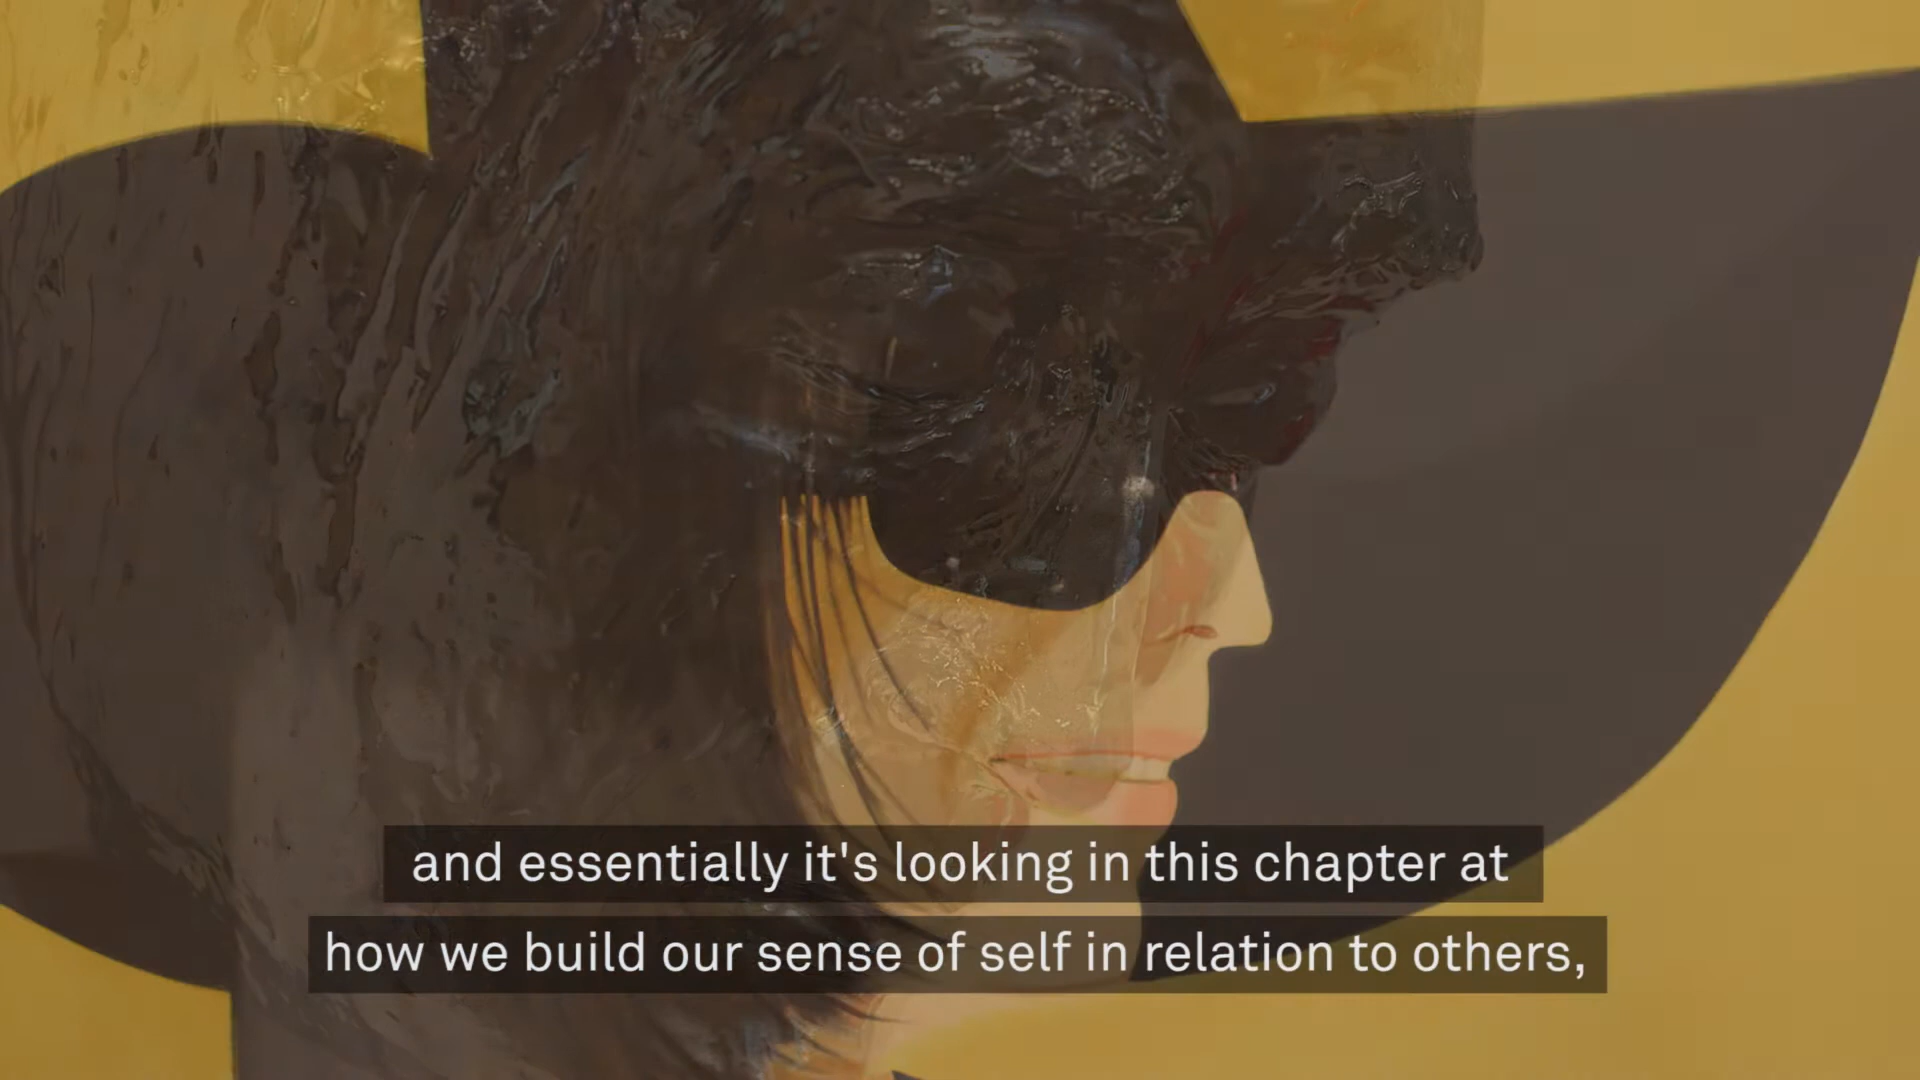 and essentially it's looking in this chapter at
how we build our sense of self in relation to others,